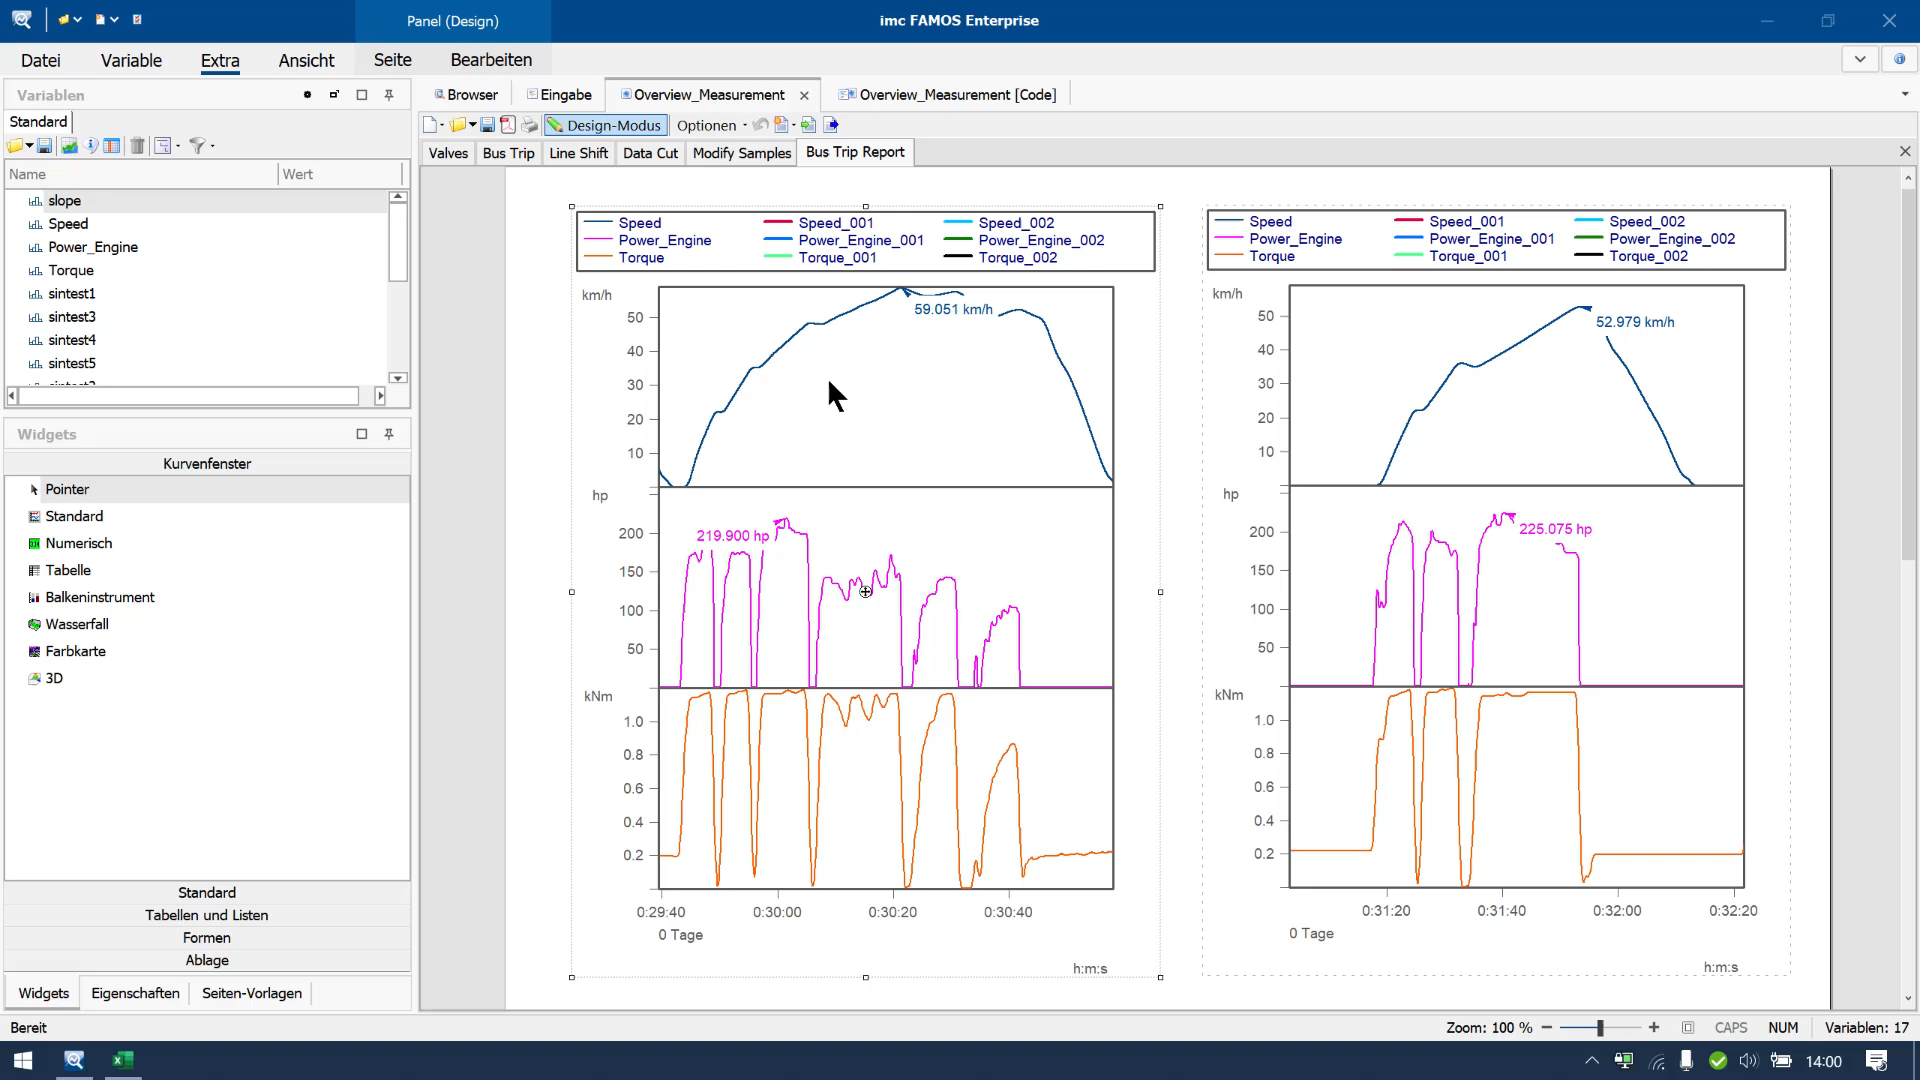 Panel (Design)
imc FAMOS Enterprise
Datei Variable Extra Ansicht Seite Bearbeiten
Variablen
Standard
Name Wert
slope
Speed
Power_Engine
Torque
sintest1
sintest3
sintest4
sintest5
Widgets
Kurvenfenster
Pointer
Standard
Numerisch
Tabelle
Balkeninstrument
Wasserfall
Farbkarte
3D
Standard
Tabellen und Listen
Formen
Ablage
Widgets Eigenschaften Seiten-Vorlagen
Browser Eingabe Overview_Measurement Overview_Measurement [Code]
Design-Modus Optionen
Valves Bus Trip Line Shift Data Cut Modify Samples Bus Trip Report
Speed Speed_001 Speed_002
Power_Engine Power_Engine_001 Power_Engine_002
Torque Torque_001 Torque_002
km/h
50
40
30
20
10
59.051 km/h
hp
200
150
100
50
219.900 hp
kNm
1.0
0.8
0.6
0.4
0.2
0:29:40 0:30:00 0:30:20 0:30:40
0 Tage
h:m:s
Speed Speed_001 Speed_002
Power_Engine Power_Engine_001 Power_Engine_002
Torque Torque_001 Torque_002
km/h
50
40
30
20
10
52.979 km/h
hp
200
150
100
50
225.075 hp
kNm
1.0
0.8
0.6
0.4
0.2
0:31:20 0:31:40 0:32:00 0:32:20
0 Tage
h:m:s
Bereit
Zoom: 100 % CAPS NUM Variablen: 17
14:00